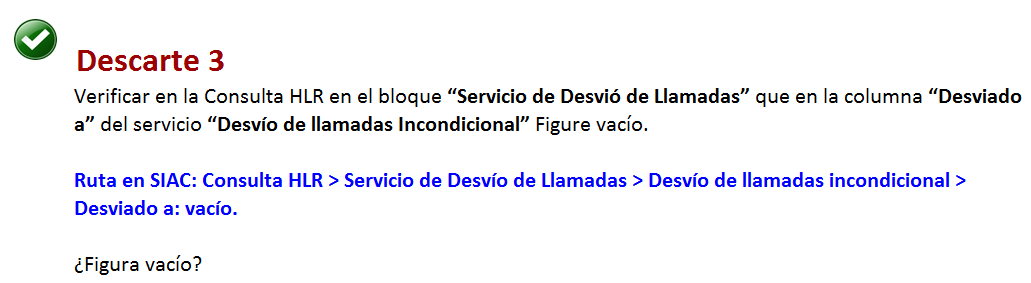 Descarte 3
Verificar en la Consulta HLR en el bloque “Servicio de Desvió de Llamadas” que en la columna “Desviado
a” del servicio “Desvío de llamadas Incondicional” Figure vacío.
Ruta en SIAC: Consulta HLR > Servicio de Desvío de Llamadas > Desvío de llamadas incondicional >
Desviado a: vacío.
¿Figura vacío?